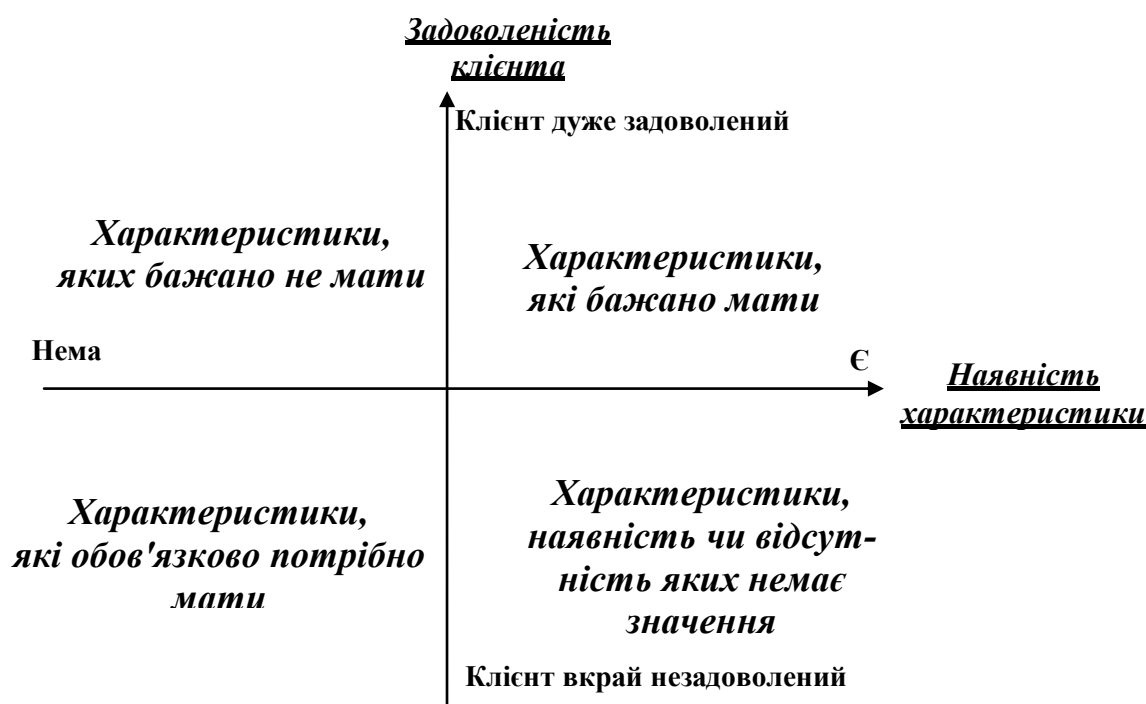 Задоволеність
клієнта
Клієнт дуже задоволений
Характеристики,
яких бажано не мати
Характеристики,
які бажано мати
Нема
Є
Наявність
характеристики
Характеристики,
які обов'язково потрібно
мати
Характеристики,
наявність чи відсут-
ність яких немає
значення
Клієнт вкрай незадоволений